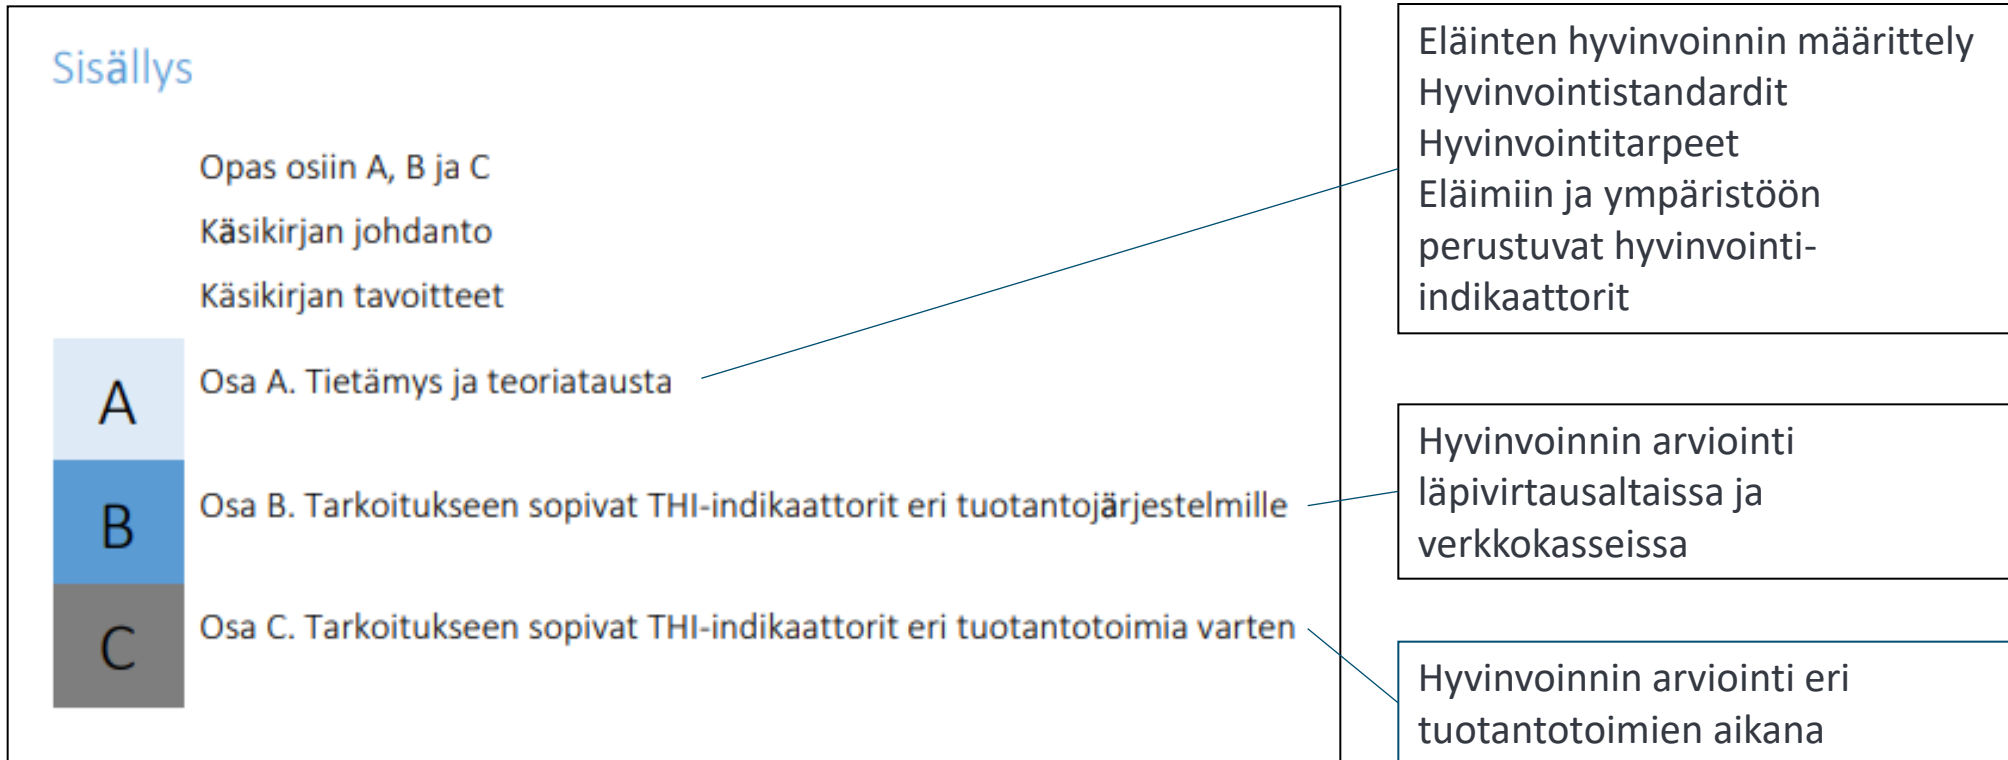 Sisällys
Opas osiin A, B ja C
Käsikirjan johdanto
Käsikirjan tavoitteet
A
Osa A. Tietämys ja teoriatausta
B
Osa B. Tarkoitukseen sopivat THI-indikaattorit eri tuotantojärjestelmille
C
Osa C. Tarkoitukseen sopivat THI-indikaattorit eri tuotantotoimia varten
Eläinten hyvinvoinnin määrittely
Hyvinvointistandardit
Hyvinvointitarpeet
Eläimiin ja ympäristöön
perustuvat hyvinvointi-
indikaattorit
Hyvinvoinnin arviointi
läpivirtausaltaissa ja
verkkokasseissa
Hyvinvoinnin arviointi eri
tuotantotoimien aikana